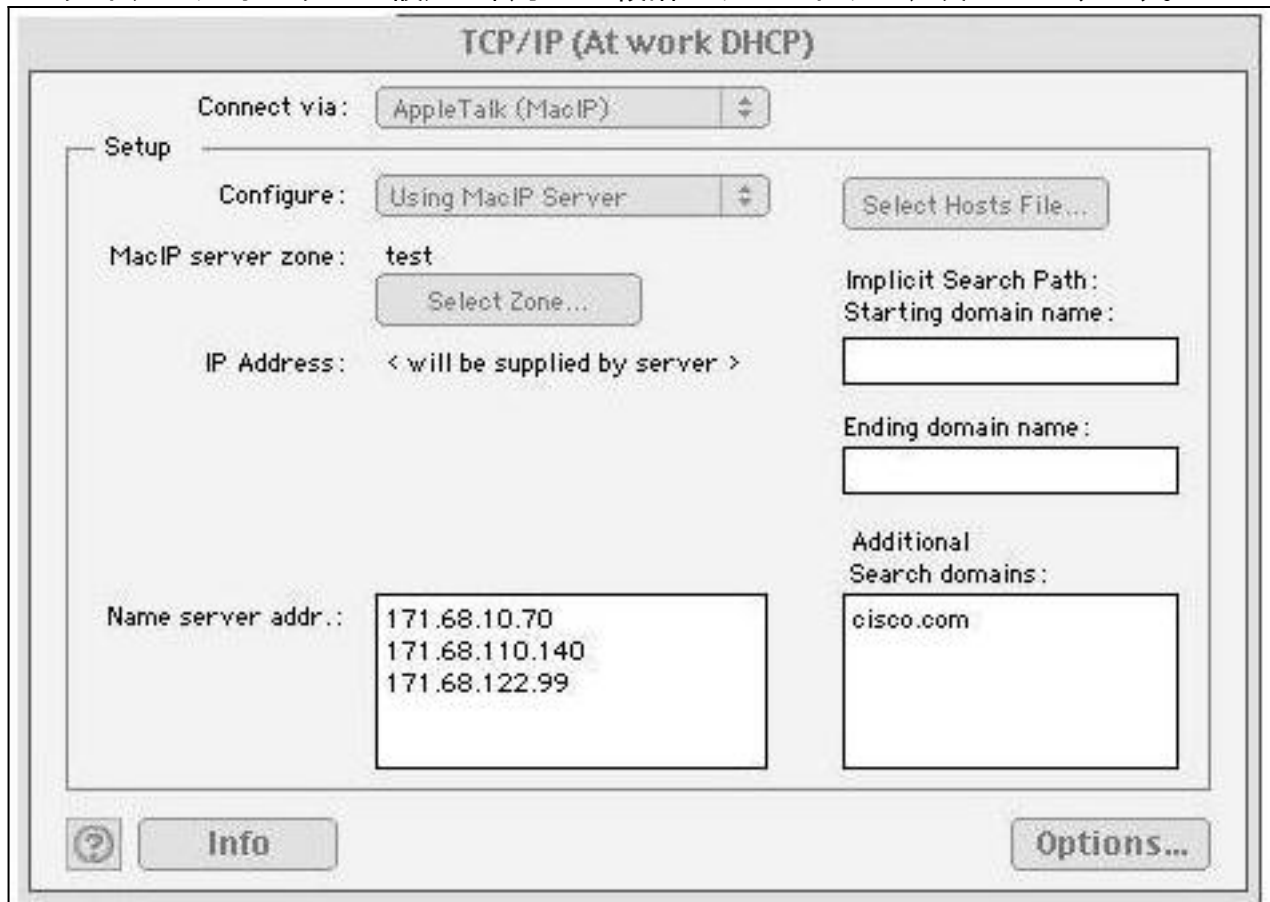 TCP/IP (At work DHCP)
Connect via: AppleTalk (MacIP)
Setup
Configure: Using MacIP Server
Select Hosts File...
MacIP server zone: test
Select Zone...
IP Address: < will be supplied by server >
Implicit Search Path:
Starting domain name:
Ending domain name:
Additional
Search domains:
cisco.com
Name server addr.: 171.68.10.70
171.68.110.140
171.68.122.99
?
Info
Options...